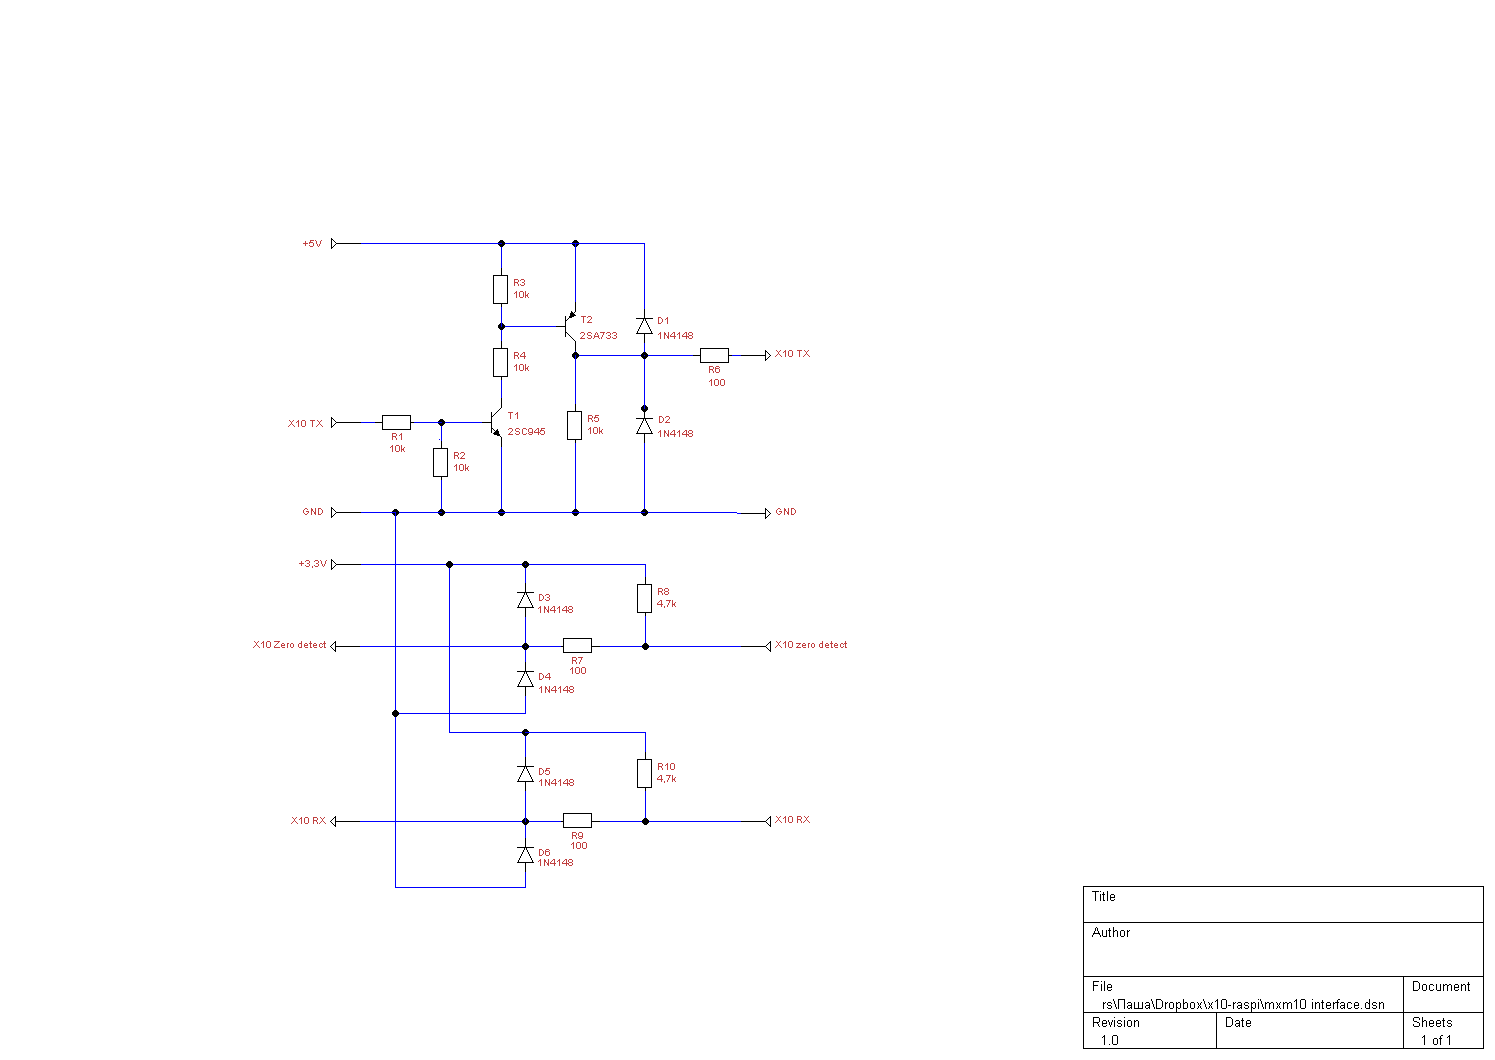 +5V
R3
10k
T2
2SA733
D1
1N4148
X10 TX
R4
10k
R6
100
X10 TX
R1
10k
T1
2SC945
R5
10k
D2
1N4148
R2
10k
GND
GND
+3,3V
D3
1N4148
R8
4,7k
X10 Zero detect
R7
100
X10 zero detect
D4
1N4148
D5
1N4148
R10
4,7k
X10 RX
R9
100
X10 RX
D6
1N4148
Title
Author
File
rs\Паша\Dropbox\x10-raspi\mxm10 interface.dsn
Document
Revision
1.0
Date
Sheets
1 of 1